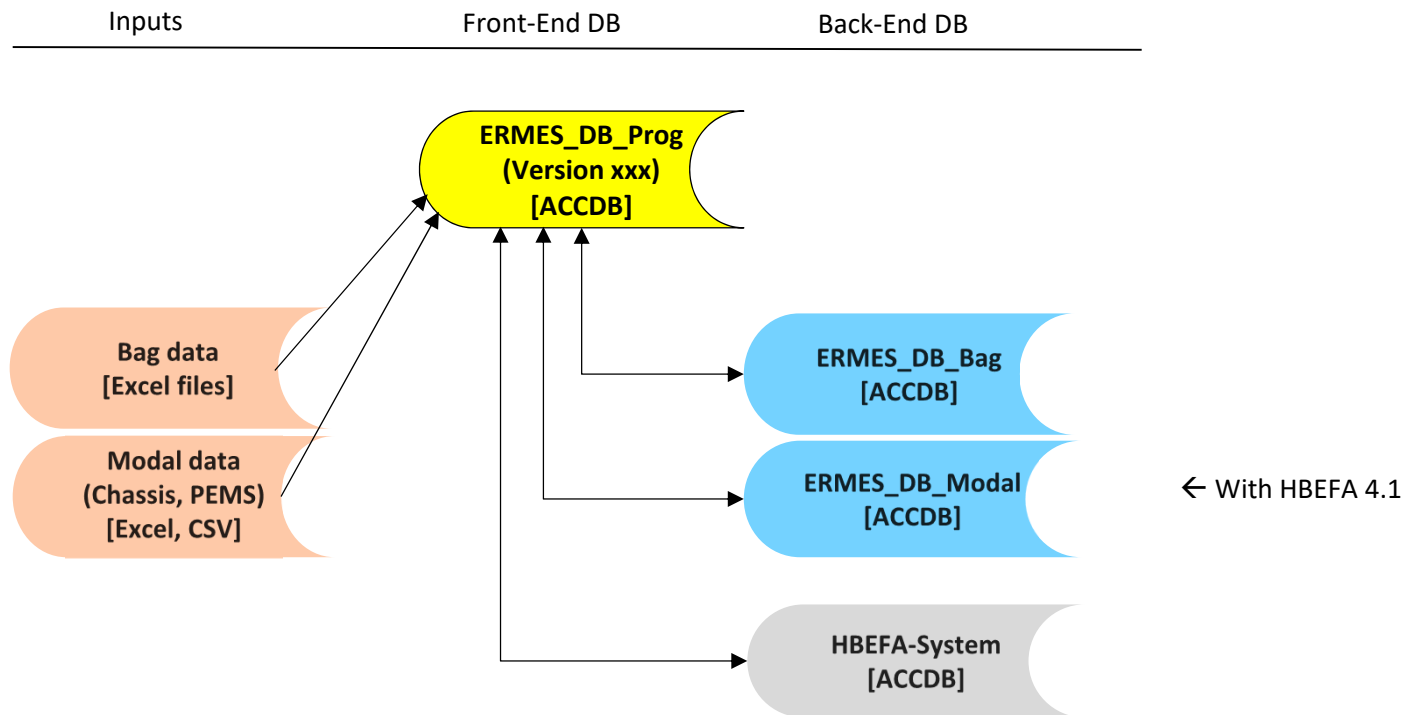 Inputs
Front-End DB
Back-End DB
ERMES_DB_Prog
(Version xxx)
[ACCDB]
Bag data
[Excel files]
ERMES_DB_Bag
[ACCDB]
Modal data
(Chassis, PEMS)
[Excel, CSV]
ERMES_DB_Modal
[ACCDB]
← With HBEFA 4.1
HBEFA-System
[ACCDB]